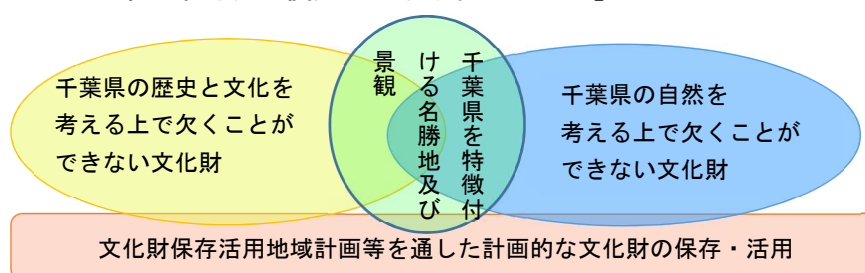 千葉県の歴史と文化を
考える上で欠くことが
できない文化財
千葉県を特徴付
ける名勝地及び
景観
千葉県の自然を
考える上で欠くことが
できない文化財
文化財保存活用地域計画等を通した計画的な文化財の保存・活用